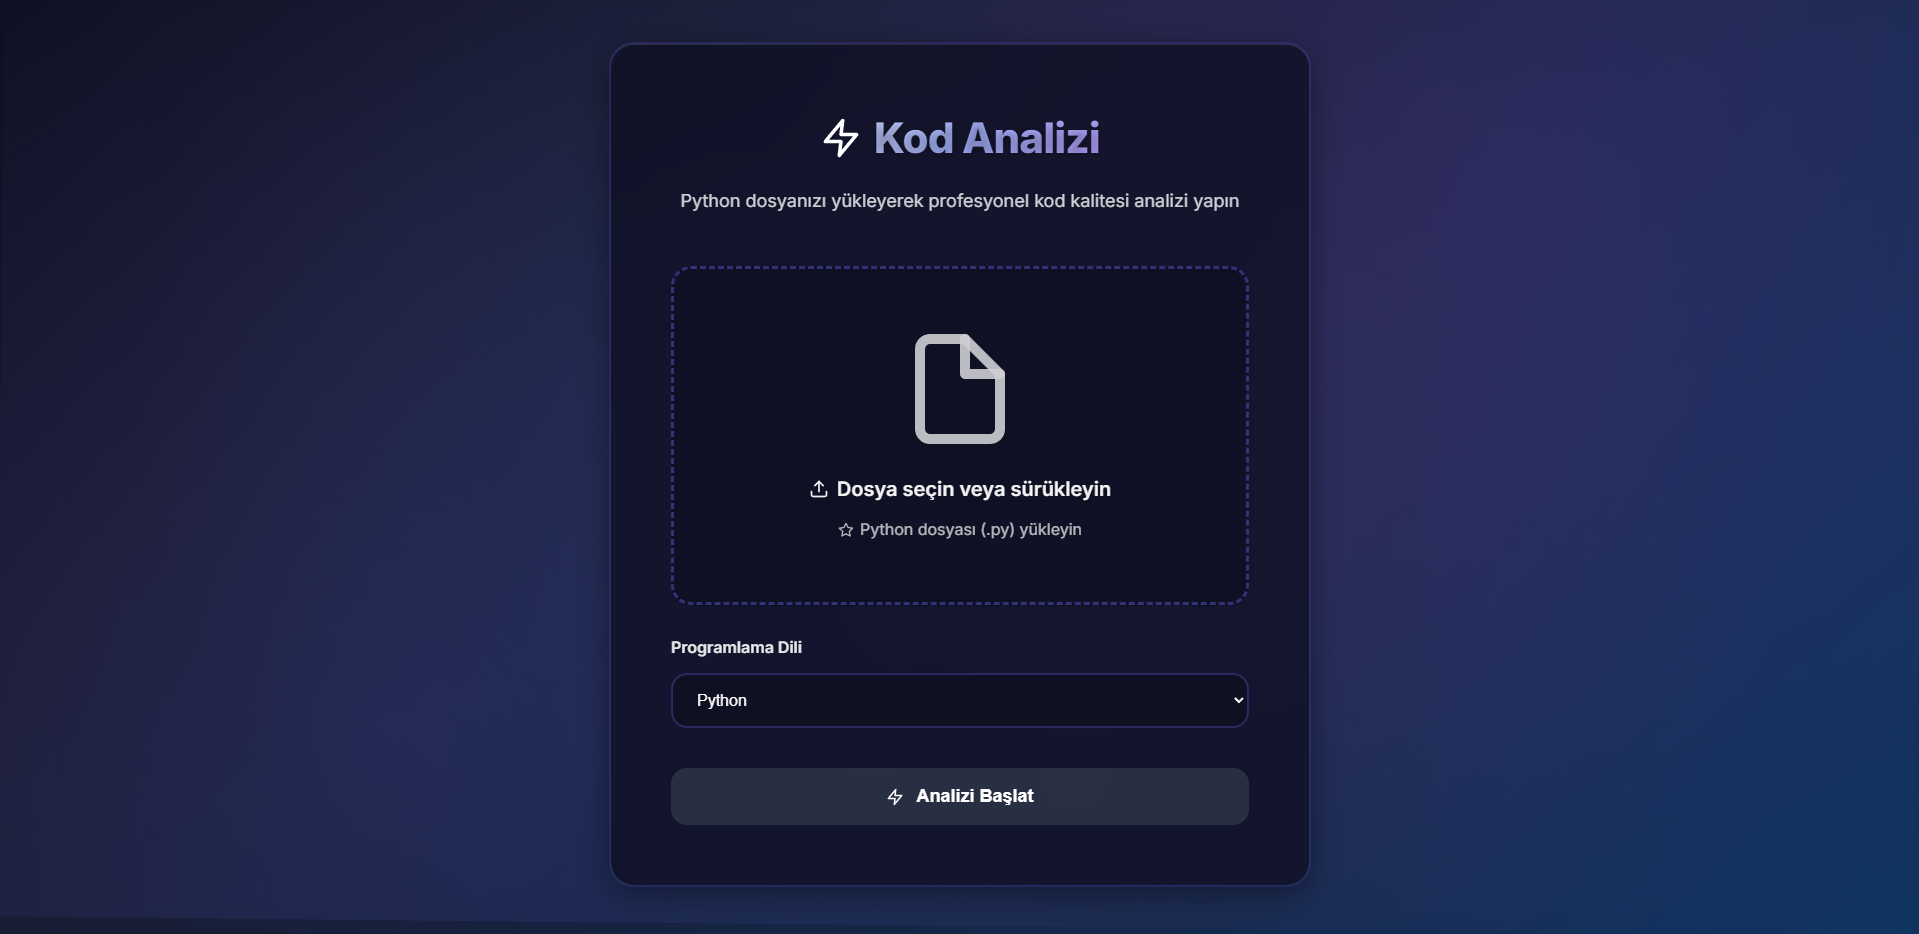 Kod Analizi
Python dosyanızı yükleyerek profesyonel kod kalitesi analizi yapın
Dosya seçin veya sürükleyin
Python dosyası (.py) yükleyin
Programlama Dili
Python
Analizi Başlat